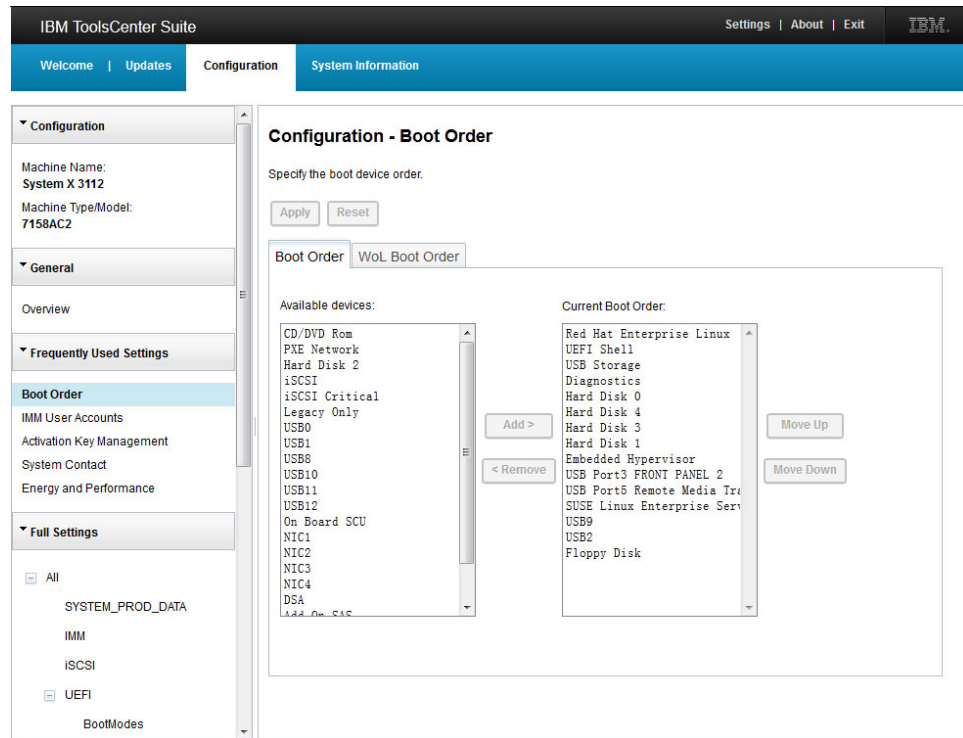 IBM ToolsCenter Suite
Settings | About | Exit
IBM.
Welcome | Updates
Configuration
System Information
Configuration
Machine Name:
System X 3112
Machine Type/Model:
7158AC2
General
Overview
Frequently Used Settings
Boot Order
IMM User Accounts
Activation Key Management
System Contact
Energy and Performance
Full Settings
All
SYSTEM_PROD_DATA
IMM
iSCSI
UEFI
BootModes
Configuration - Boot Order
Specify the boot device order.
Apply
Reset
Boot Order
WoL Boot Order
Available devices:
CD/DVD Rom
PXE Network
Hard Disk 2
iSCSI
iSCSI Critical
Legacy Only
USB0
USB1
USB8
USB10
USB11
USB12
On Board SCU
NIC1
NIC2
NIC3
NIC4
DSA
Add On SAS
Add >
< Remove
Current Boot Order:
Red Hat Enterprise Linux
UEFI Shell
USB Storage
Diagnostics
Hard Disk 0
Hard Disk 4
Hard Disk 3
Hard Disk 1
Embedded Hypervisor
USB Port3 FRONT PANEL 2
USB Port5 Remote Media Tra
SUSE Linux Enterprise Serv
USB9
USB2
Floppy Disk
Move Up
Move Down